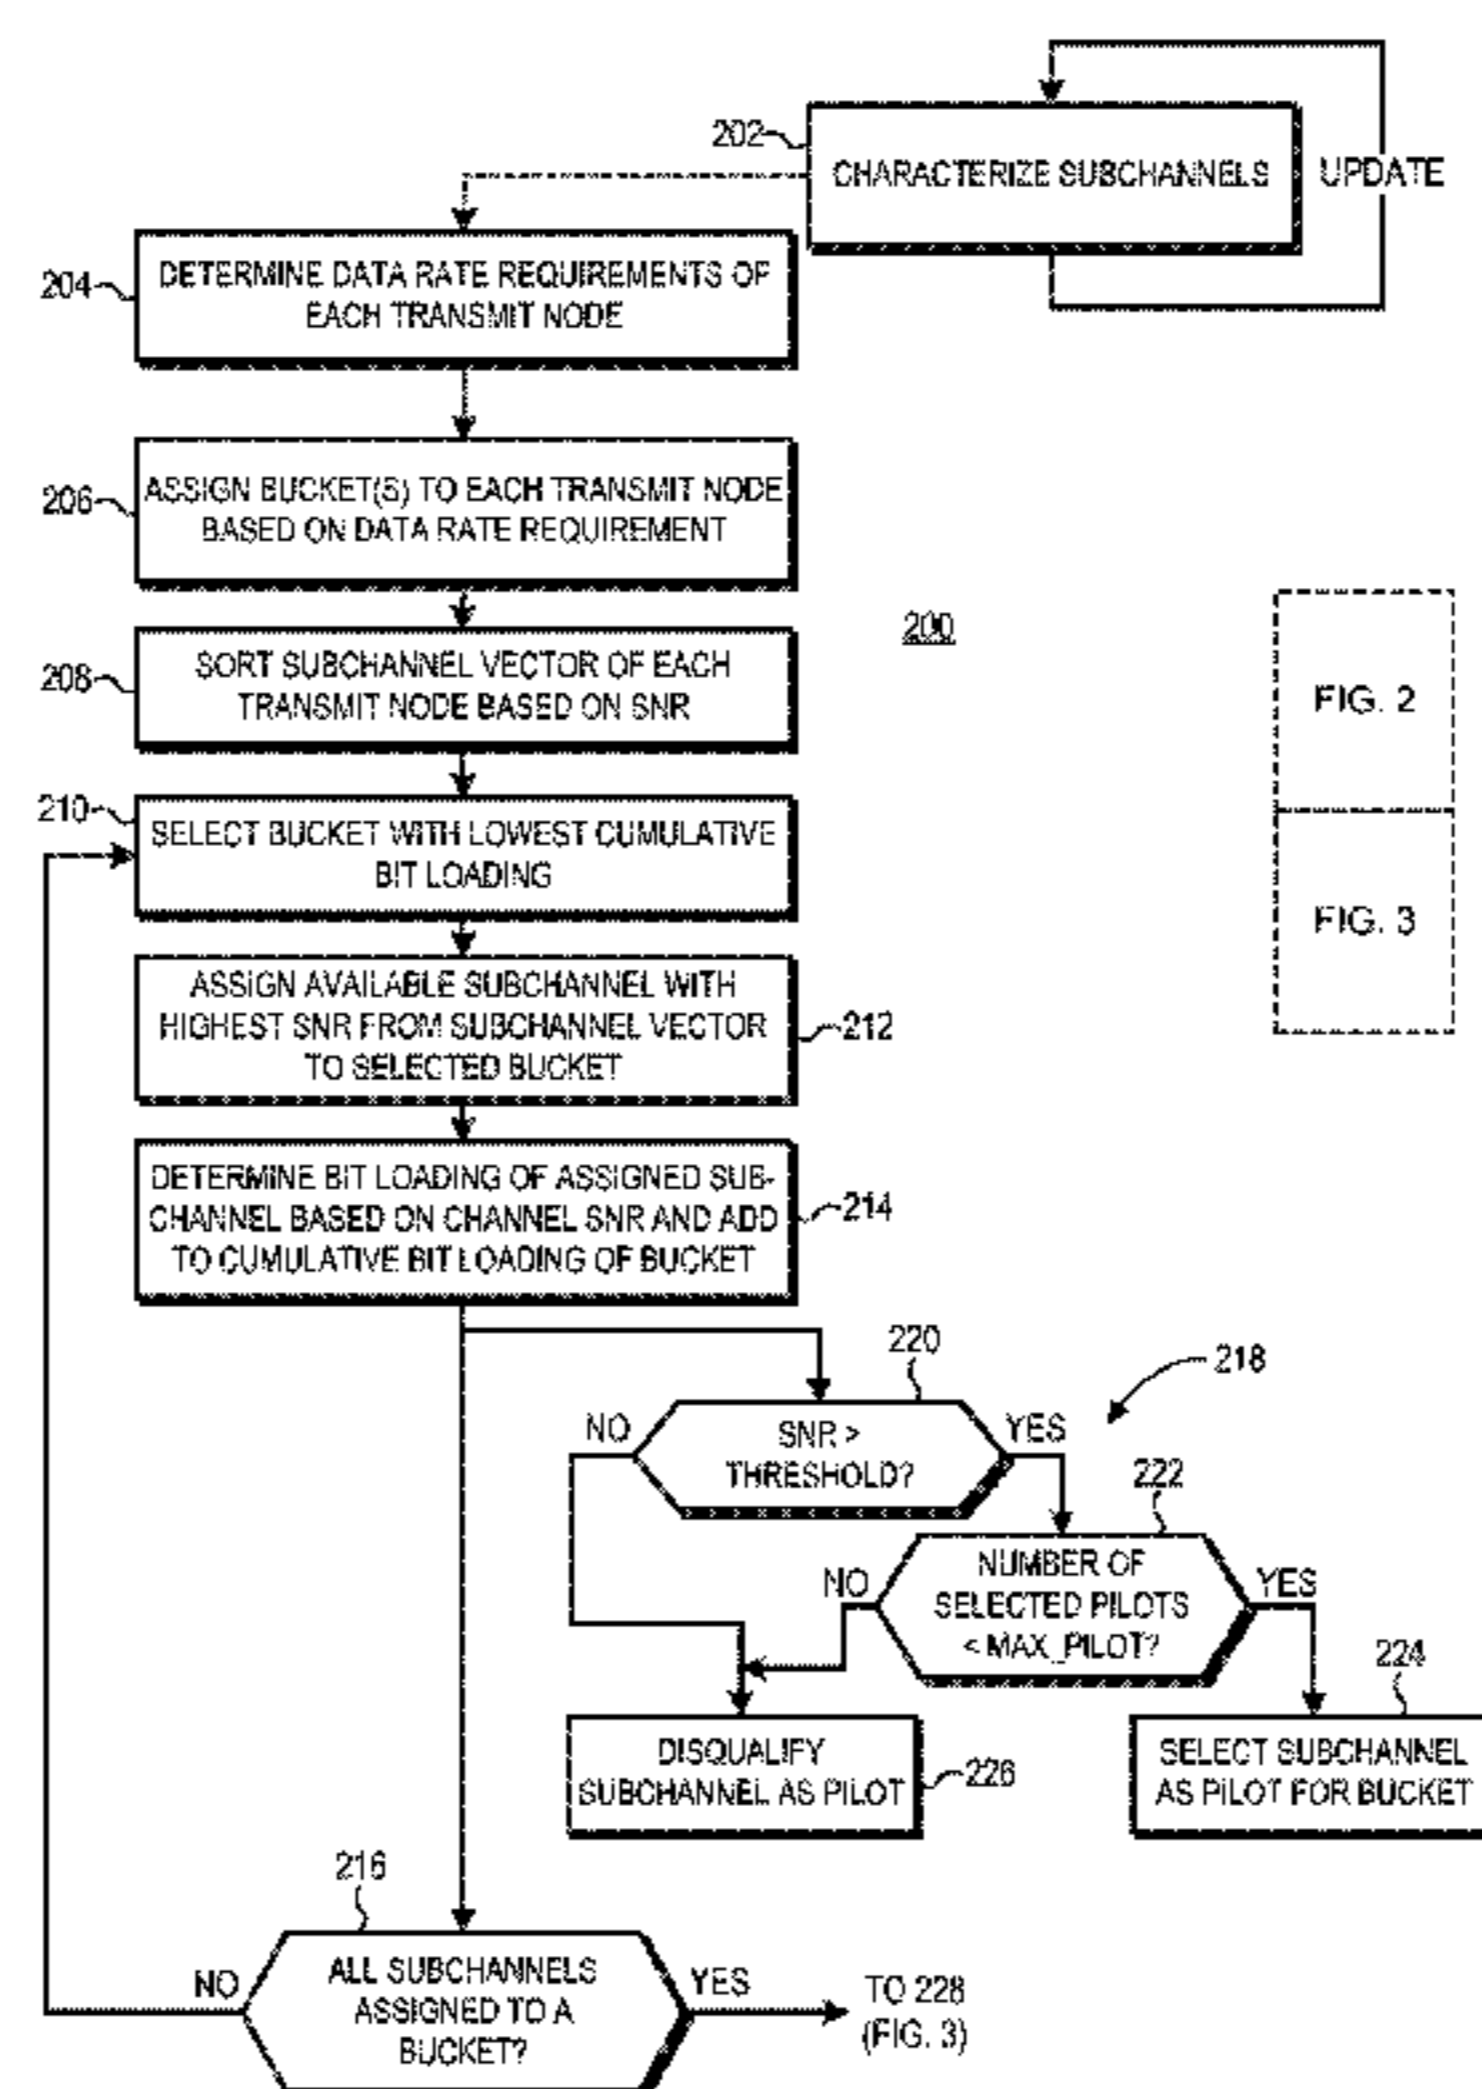 202
CHARACTERIZE SUBCHANNELS
UPDATE
204
DETERMINE DATA RATE REQUIREMENTS OF
EACH TRANSMIT NODE
206
ASSIGN BUCKET(S) TO EACH TRANSMIT NODE
BASED ON DATA RATE REQUIREMENT
200
208
SORT SUBCHANNEL VECTOR OF EACH
TRANSMIT NODE BASED ON SNR
FIG. 2
210
SELECT BUCKET WITH LOWEST CUMULATIVE
BIT LOADING
FIG. 3
ASSIGN AVAILABLE SUBCHANNEL WITH
HIGHEST SNR FROM SUBCHANNEL VECTOR
TO SELECTED BUCKET
212
DETERMINE BIT LOADING OF ASSIGNED SUB-
CHANNEL BASED ON CHANNEL SNR AND ADD
TO CUMULATIVE BIT LOADING OF BUCKET
214
220
218
NO
SNR >
THRESHOLD?
YES
222
NO
NUMBER OF
SELECTED PILOTS
< MAX_PILOT?
YES
224
DISQUALIFY
SUBCHANNEL AS PILOT
226
SELECT SUBCHANNEL
AS PILOT FOR BUCKET
216
NO
ALL SUBCHANNELS
ASSIGNED TO A
BUCKET?
YES
TO 228
(FIG. 3)